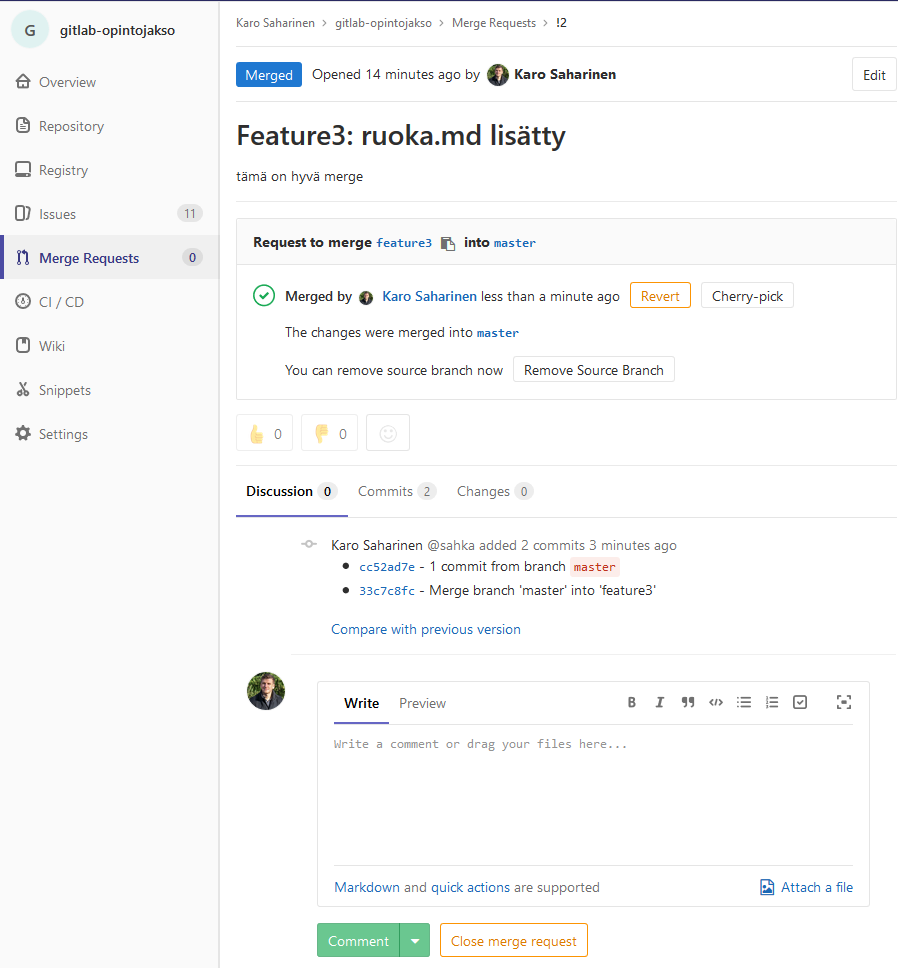 G gitlab-opintojakso
Overview
Repository
Registry
Issues 11
Merge Requests 0
CI / CD
Wiki
Snippets
Settings
Karo Saharinen > gitlab-opintojakso > Merge Requests > !2
Merged Opened 14 minutes ago by Karo Saharinen Edit
Feature3: ruoka.md lisätty
tämä on hyvä merge
Request to merge feature3 into master
Merged by Karo Saharinen less than a minute ago Revert Cherry-pick
The changes were merged into master
You can remove source branch now Remove Source Branch
0 0
Discussion 0 Commits 2 Changes 0
Karo Saharinen @sahka added 2 commits 3 minutes ago
cc52ad7e - 1 commit from branch master
33c7c8fc - Merge branch 'master' into 'feature3'
Compare with previous version
Write Preview
Write a comment or drag your files here...
Markdown and quick actions are supported Attach a file
Comment Close merge request